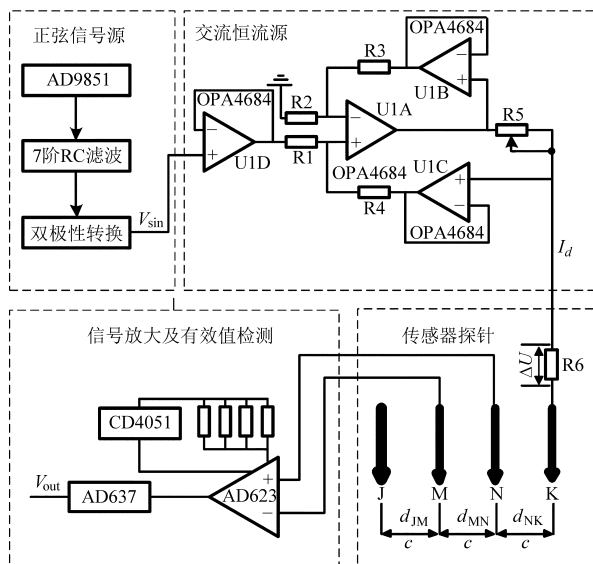 正弦信号源
AD9851
7阶RC滤波
双极性转换
Vsin
交流恒流源
OPA4684
U1D
R2
R1
R3
OPA4684
U1B
U1A
R5
OPA4684
R4
U1C
OPA4684
Id
信号放大及有效值检测
CD4051
Vout
AD637
AD623
传感器探针
ΔU
R6
J
M
N
K
dJM
dMN
dNK
c
c
c